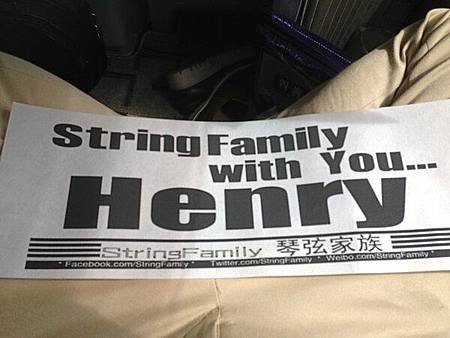 String Family
with You...
Henry
StringFamily 琴弦家族
* Facebook.com/StringFamily * Twitter.com/StringFamily * Weibo.com/StringFamily *